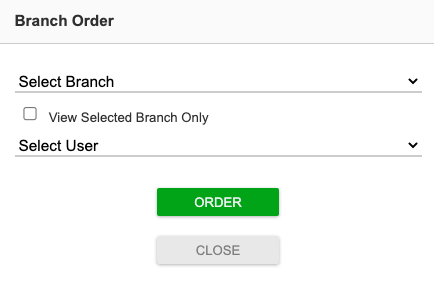 Branch Order
Select Branch
View Selected Branch Only
Select User
ORDER
CLOSE